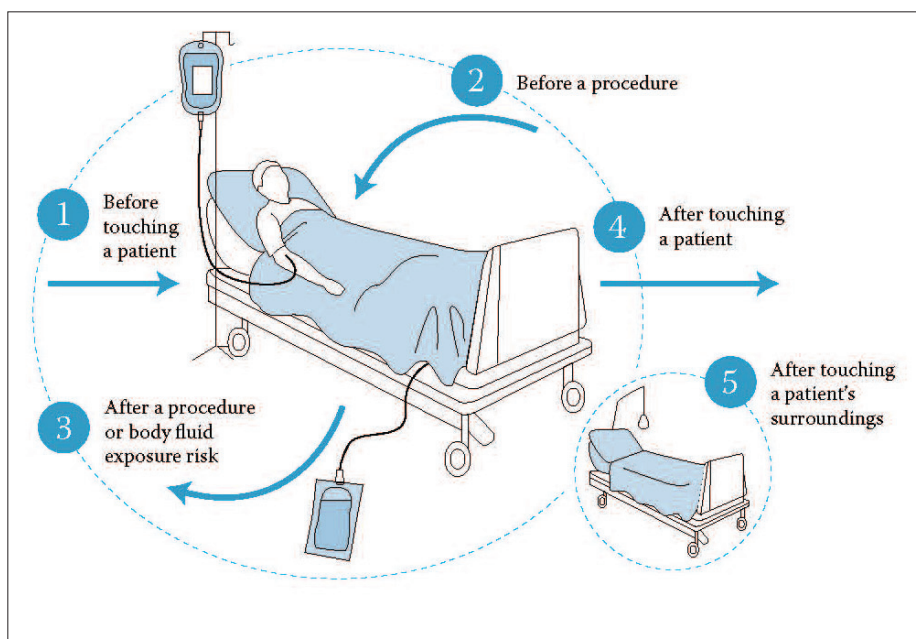 1
Before
touching
a patient
2
Before a procedure
3
After a procedure
or body fluid
exposure risk
4
After touching
a patient
5
After touching
a patient's
surroundings